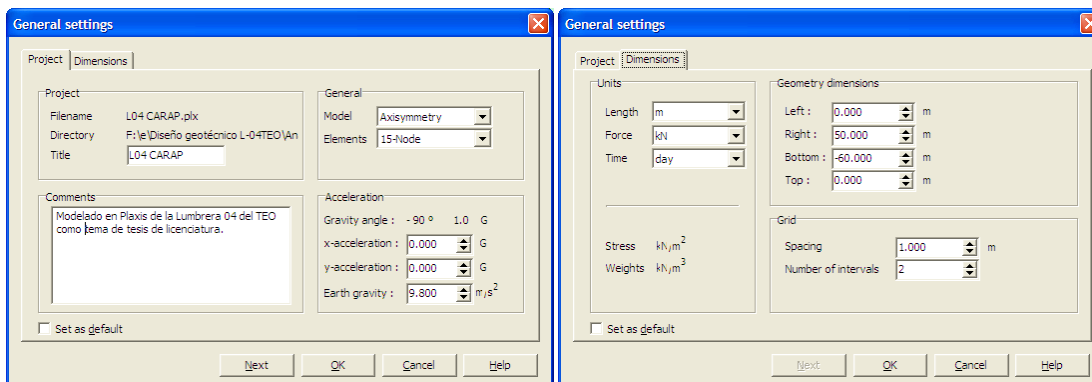 General settings
Project Dimensions
Project
Filename L04 CARAP.plx
Directory F:\e\Diseño geotécnico L-04TEO\An
Title L04 CARAP
General
Model Axisymmetry
Elements 15-Node
Comments
Modelado en Plaxis de la Lumbrera 04 del TEO
como tema de tesis de licenciatura.
Acceleration
Gravity angle : - 90 º 1.0 G
x-acceleration : 0.000 G
y-acceleration : 0.000 G
Earth gravity : 9.800 m/s2
Set as default
Next OK Cancel Help
General settings
Project Dimensions
Units
Length m
Force kN
Time day
Stress kN/m2
Weights kN/m3
Geometry dimensions
Left : 0.000 m
Right : 50.000 m
Bottom : -60.000 m
Top : 0.000 m
Grid
Spacing 1.000 m
Number of intervals 2
Set as default
Next OK Cancel Help